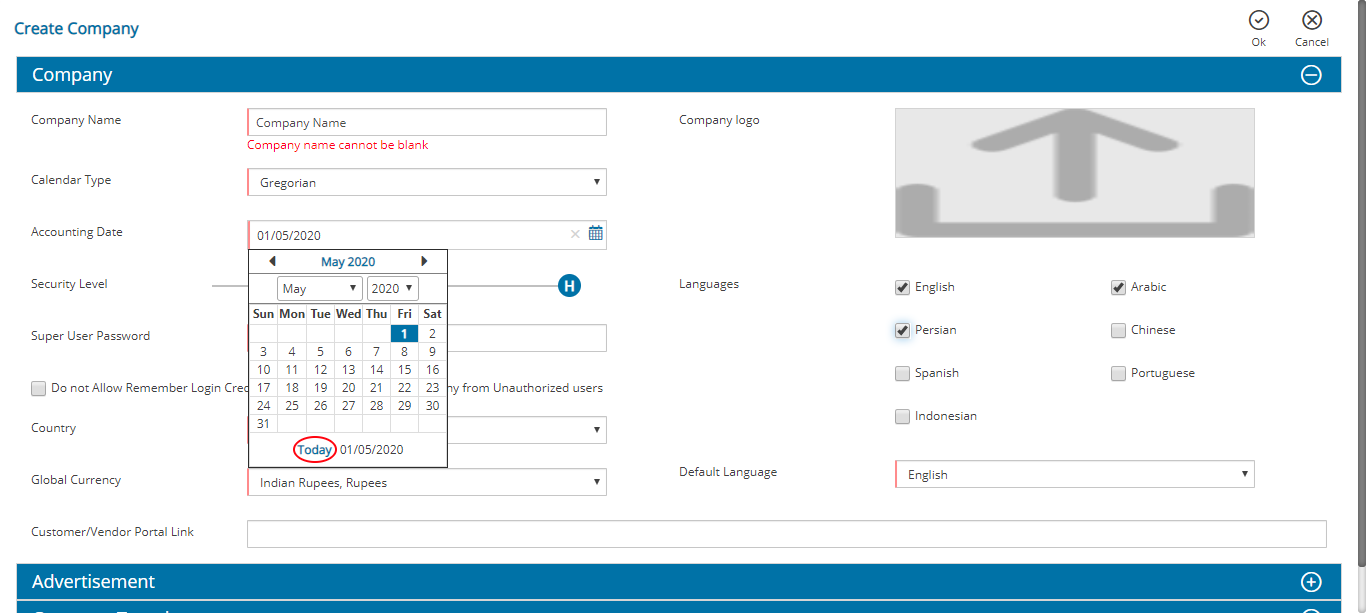 Create Company
Ok
Cancel
Company
Company Name
Company Name
Company name cannot be blank
Calendar Type
Gregorian
Accounting Date
01/05/2020
May 2020
May
2020
Sun Mon Tue Wed Thu Fri Sat
1 2
3 4 5 6 7 8 9
10 11 12 13 14 15 16
17 18 19 20 21 22 23
24 25 26 27 28 29 30
31
Today 01/05/2020
Security Level
H
Super User Password
Do not Allow Remember Login
from Unauthorized users
Country
Global Currency
Indian Rupees, Rupees
Customer/Vendor Portal Link
Company logo
Languages
English
Arabic
Persian
Chinese
Spanish
Portuguese
Indonesian
Default Language
English
Advertisement